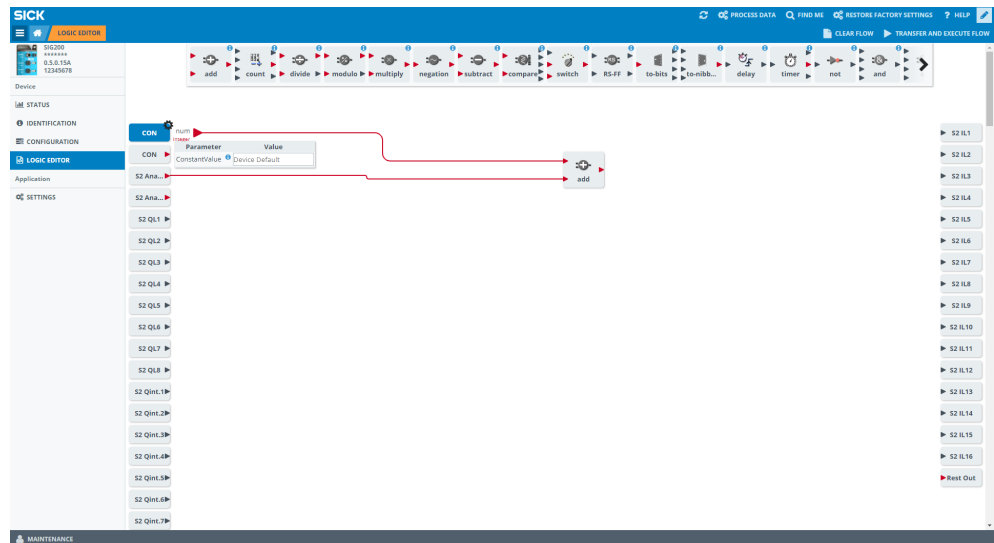 SICK
PROCESS DATA FIND ME RESTORE FACTORY SETTINGS ? HELP
LOGIC EDITOR
CLEAR FLOW TRANSFER AND EXECUTE FLOW
SIG200
*******
0.5.0.15A
12345678
Device
STATUS
IDENTIFICATION
CONFIGURATION
LOGIC EDITOR
Application
SETTINGS
add count divide modulo multiply negation subtract compare switch RS-FF to-bits to-nibb... delay timer not and
CON
num
Integer
Parameter Value
ConstantValue Device Default
CON
S2 Ana...
S2 Ana...
S2 QL1
S2 QL2
S2 QL3
S2 QL4
S2 QL5
S2 QL6
S2 QL7
S2 QL8
S2 Qint.1
S2 Qint.2
S2 Qint.3
S2 Qint.4
S2 Qint.5
S2 Qint.6
S2 Qint.7
add
S2 IL1
S2 IL2
S2 IL3
S2 IL4
S2 IL5
S2 IL6
S2 IL7
S2 IL8
S2 IL9
S2 IL10
S2 IL11
S2 IL12
S2 IL13
S2 IL14
S2 IL15
S2 IL16
Rest Out
MAINTENANCE